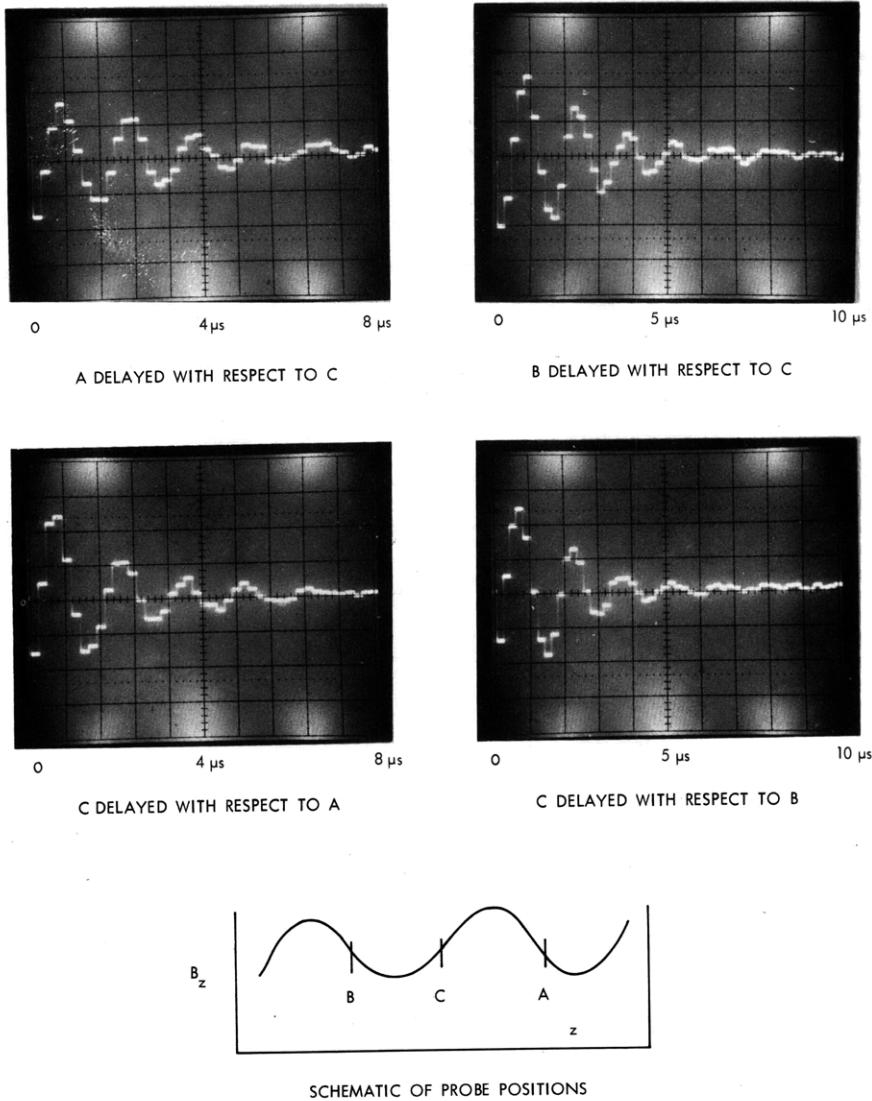 0 4 μs 8 μs
0 5 μs 10 μs
A DELAYED WITH RESPECT TO C
B DELAYED WITH RESPECT TO C
0 4 μs 8 μs
0 5 μs 10 μs
C DELAYED WITH RESPECT TO A
C DELAYED WITH RESPECT TO B
Bz
B C A
z
SCHEMATIC OF PROBE POSITIONS